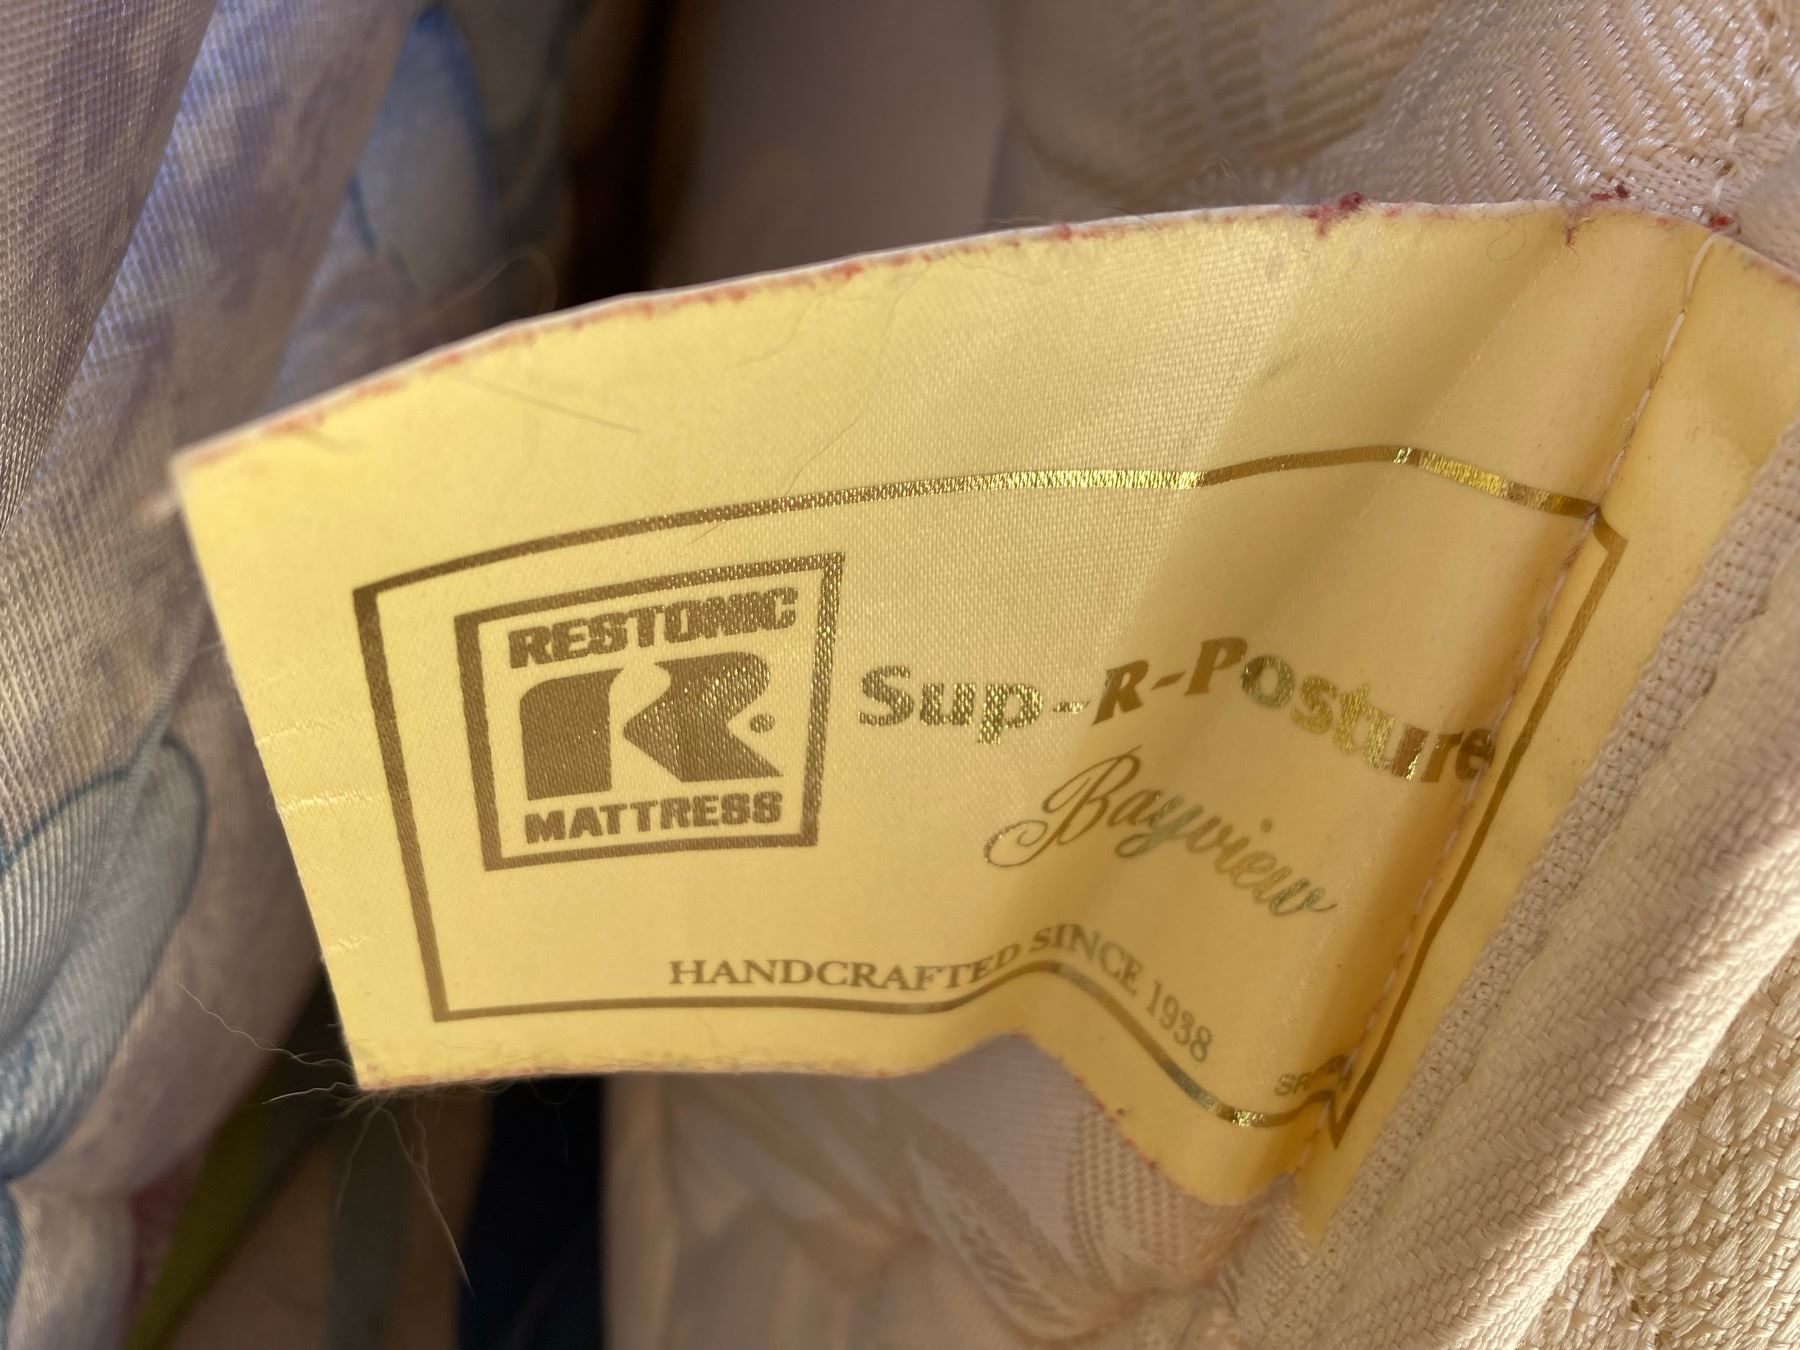 RESTONIC
R
MATTRESS
Sup-R-Posture
Bayview
HANDCRAFTED SINCE 1938